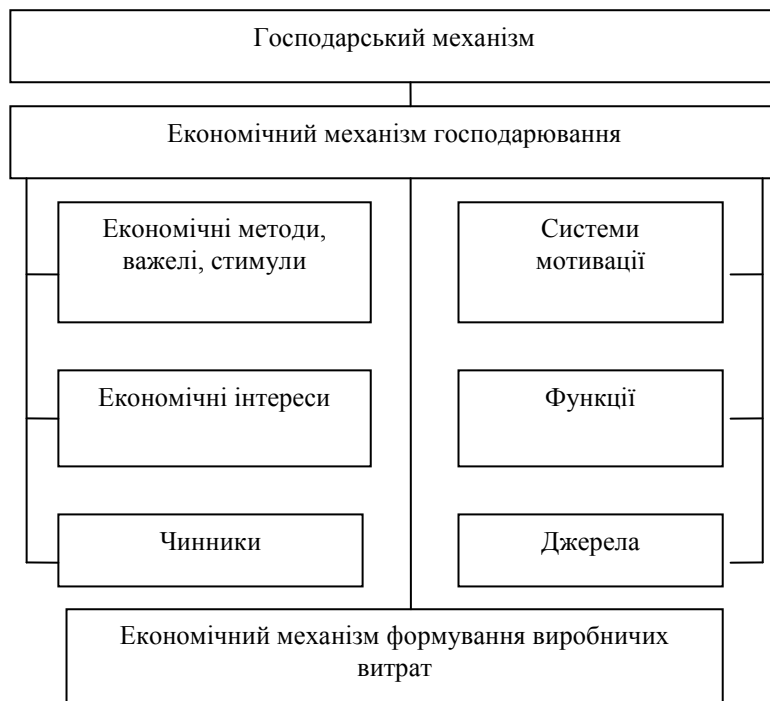 Господарський механізм
Економічний механізм господарювання
Економічні методи,
важелі, стимули
Системи
мотивації
Економічні інтереси
Функції
Чинники
Джерела
Економічний механізм формування виробничих
витрат